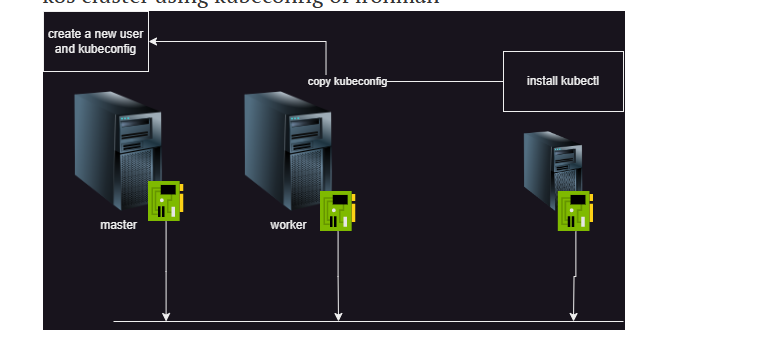 k8s cluster using kubeconfig of ironman
create a new user
and kubeconfig
copy kubeconfig
install kubectl
master
worker